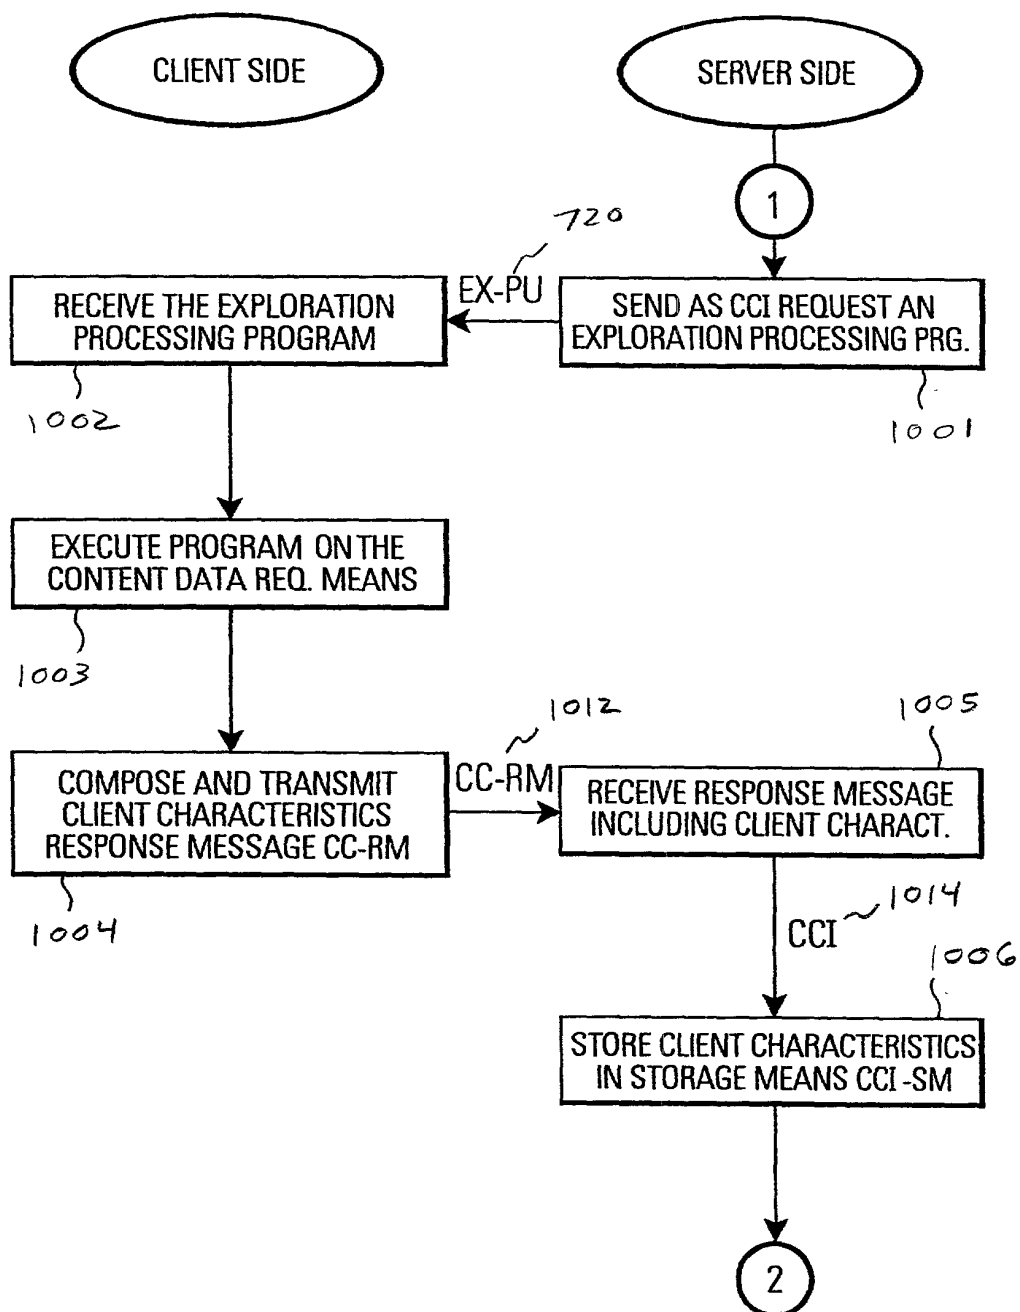 CLIENT SIDE
SERVER SIDE
1
720
EX-PU
RECEIVE THE EXPLORATION
PROCESSING PROGRAM
SEND AS CCI REQUEST AN
EXPLORATION PROCESSING PRG.
1002
1001
EXECUTE PROGRAM ON THE
CONTENT DATA REQ. MEANS
1003
1012
1005
CC-RM
COMPOSE AND TRANSMIT
CLIENT CHARACTERISTICS
RESPONSE MESSAGE CC-RM
RECEIVE RESPONSE MESSAGE
INCLUDING CLIENT CHARACT.
1004
1014
CCI
1006
STORE CLIENT CHARACTERISTICS
IN STORAGE MEANS CCI-SM
2